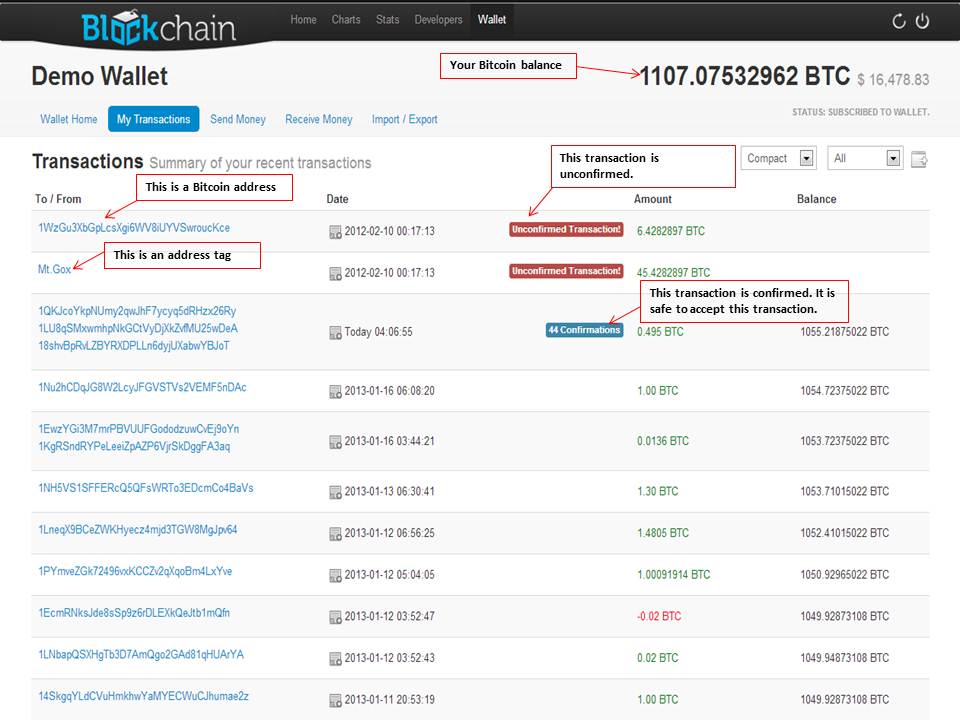 Blockchain
Home Charts Stats Developers Wallet
Demo Wallet
Your Bitcoin balance
1107.07532962 BTC $ 16,478.83
STATUS: SUBSCRIBED TO WALLET.
Wallet Home My Transactions Send Money Receive Money Import / Export
Transactions Summary of your recent transactions
This transaction is
unconfirmed.
Compact All
This is a Bitcoin address
To / From Date Amount Balance
1WzGu3XbGpLcsXgi6WV8iUYVSwroucKce 2012-02-10 00:17:13 Unconfirmed Transaction! 6.4282897 BTC
This is an address tag
Mt.Gox 2012-02-10 00:17:13 Unconfirmed Transaction! 45.4282897 BTC
This transaction is confirmed. It is
safe to accept this transaction.
1QKJcoYkpNUmy2qwJhF7ycyq5dRHzx26Ry
1LU8qSMxwmhpNkGCtVyDjXkZvfMU25wDeA Today 04:06:55 44 Confirmations 0.495 BTC 1055.21875022 BTC
18shvBpRvLZBYRXDPLLn6dyjUXabwYBJoT
1Nu2hCDqJG8W2LcyJFGVSTVs2VEMF5nDAc 2013-01-16 06:08:20 1.00 BTC 1054.72375022 BTC
1EwzYGi3M7mrPBVUUFGododzuwCvEj9oYn
2013-01-16 03:44:21 0.0136 BTC 1053.72375022 BTC
1KgRSndRYPeLeeiZpAZP6VjrSkDggFA3aq
1NH5VS1SFFERcQ5QFsWRTo3EDcmCo4BaVs 2013-01-13 06:30:41 1.30 BTC 1053.71015022 BTC
1LneqX9BCeZWKHyecz4mjd3TGW8MgJpv64 2013-01-12 06:56:25 1.4805 BTC 1052.41015022 BTC
1PYmveZGk72496vxKCCZv2qXqoBm4LxYve 2013-01-12 05:04:05 1.00091914 BTC 1050.92965022 BTC
1EcmRNksJde8sSp9z6rDLEXkQeJtb1mQfn 2013-01-12 03:52:47 -0.02 BTC 1049.92873108 BTC
1LNbapQSXHgTb3D7AmQgo2GAd81qHUArYA 2013-01-12 03:52:43 0.02 BTC 1049.94873108 BTC
14SkgqYLdCVuHmkhwYaMYECWuCJhumae2z 2013-01-11 20:53:19 1.00 BTC 1049.92873108 BTC